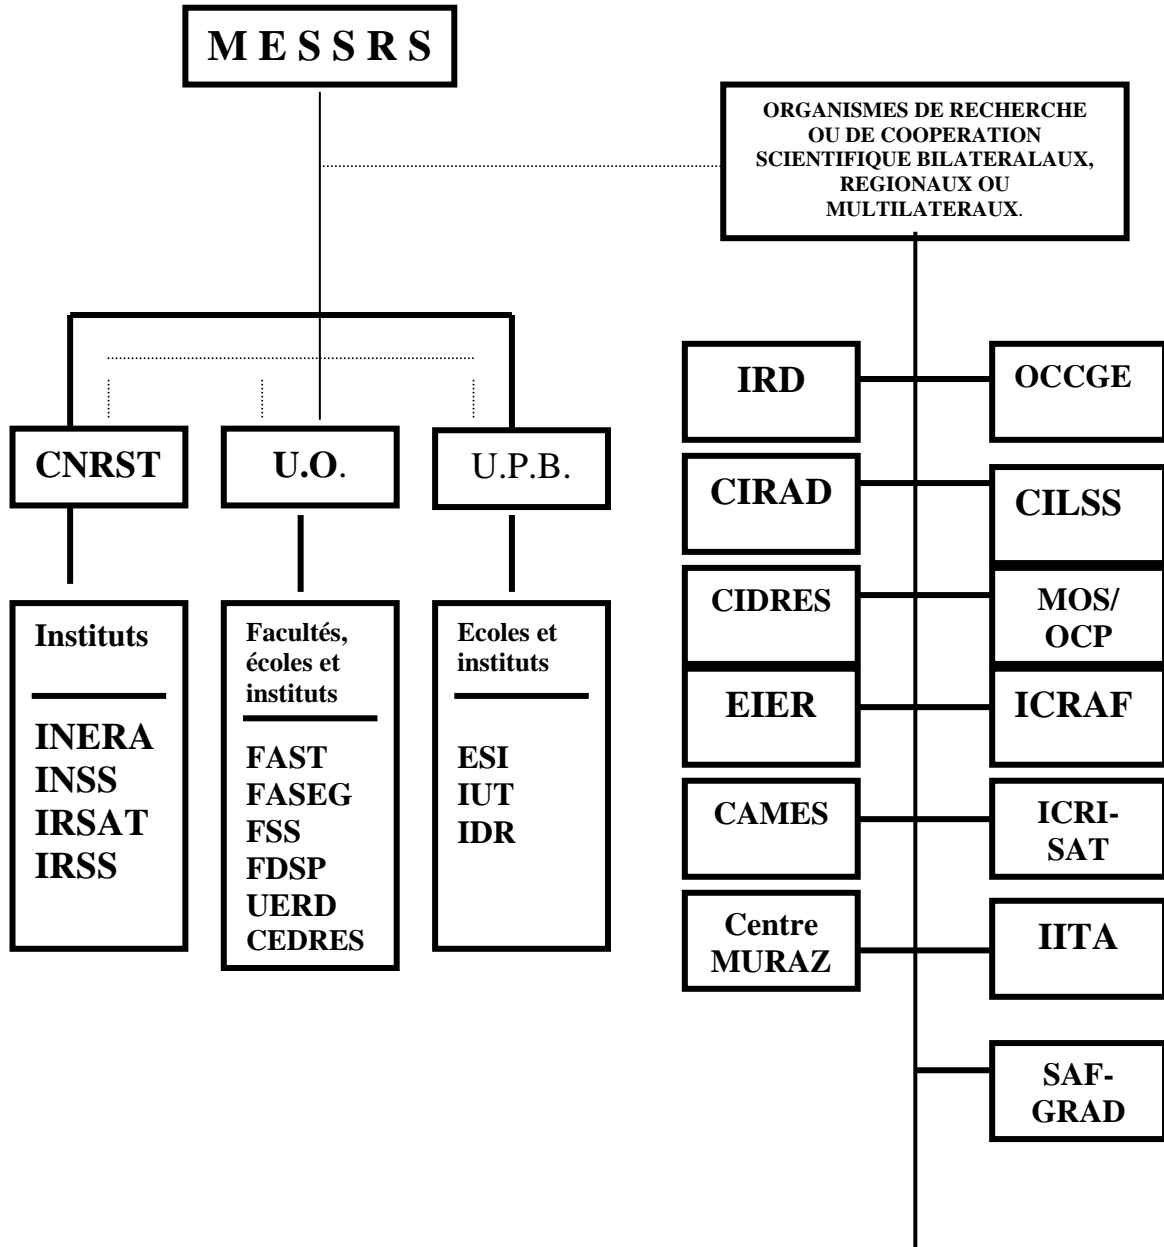 M E S S R S
ORGANISMES DE RECHERCHE
OU DE COOPERATION
SCIENTIFIQUE BILATERALAUX,
REGIONAUX OU
MULTILATERAUX.
CNRST
U.O.
U.P.B.
Instituts
INERA
INSS
IRSAT
IRSS
Facultés,
écoles et
instituts
FAST
FASEG
FSS
FDSP
UERD
CEDRES
Ecoles et
instituts
ESI
IUT
IDR
IRD
OCCGE
CIRAD
CILSS
CIDRES
MOS/
OCP
EIER
ICRAF
CAMES
ICRI-
SAT
Centre
MURAZ
IITA
SAF-
GRAD